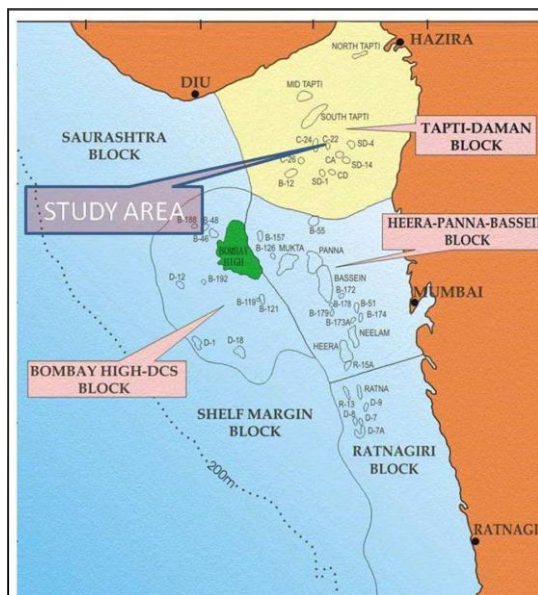 HAZIRA
NORTH TAPTI
DIU
MID TAPTI
SOUTH TAPTI
SAURASHTRA
BLOCK
C-24
C-22
SD-4
TAPTI-DAMAN
BLOCK
C-26
CA
SD-14
B-12
SD-1
CD
STUDY AREA
B-188
B-48
B-46
B-55
HEERA-PANNA-BASSEIN
BLOCK
BOMBAY
HIGH
B-157
B-126
MUKTA
PANNA
D-12
B-192
BASSEIN
B-172
MUMBAI
B-119
B-121
B-178
B-51
B-179
B-174
B-173A
NEELAM
D-1
D-18
HEERA
R-15A
BOMBAY HIGH-DCS
BLOCK
SHELF MARGIN
BLOCK
RATNA
R-13
D-9
D-8
D-7
D-7A
RATNAGIRI
BLOCK
200m
RATNAGI